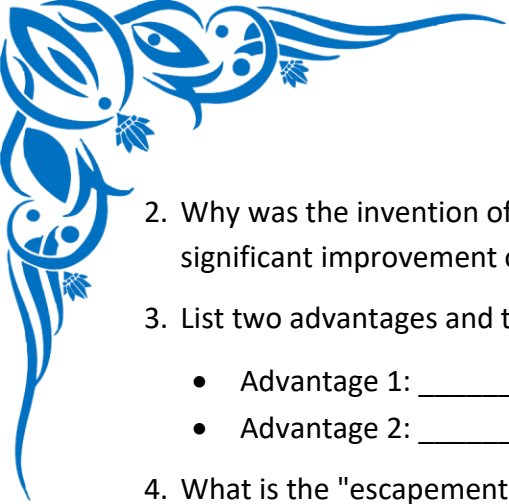 2. Why was the invention of
significant improvement
3. List two advantages and
• Advantage 1: ______
• Advantage 2: ______
4. What is the "escapement